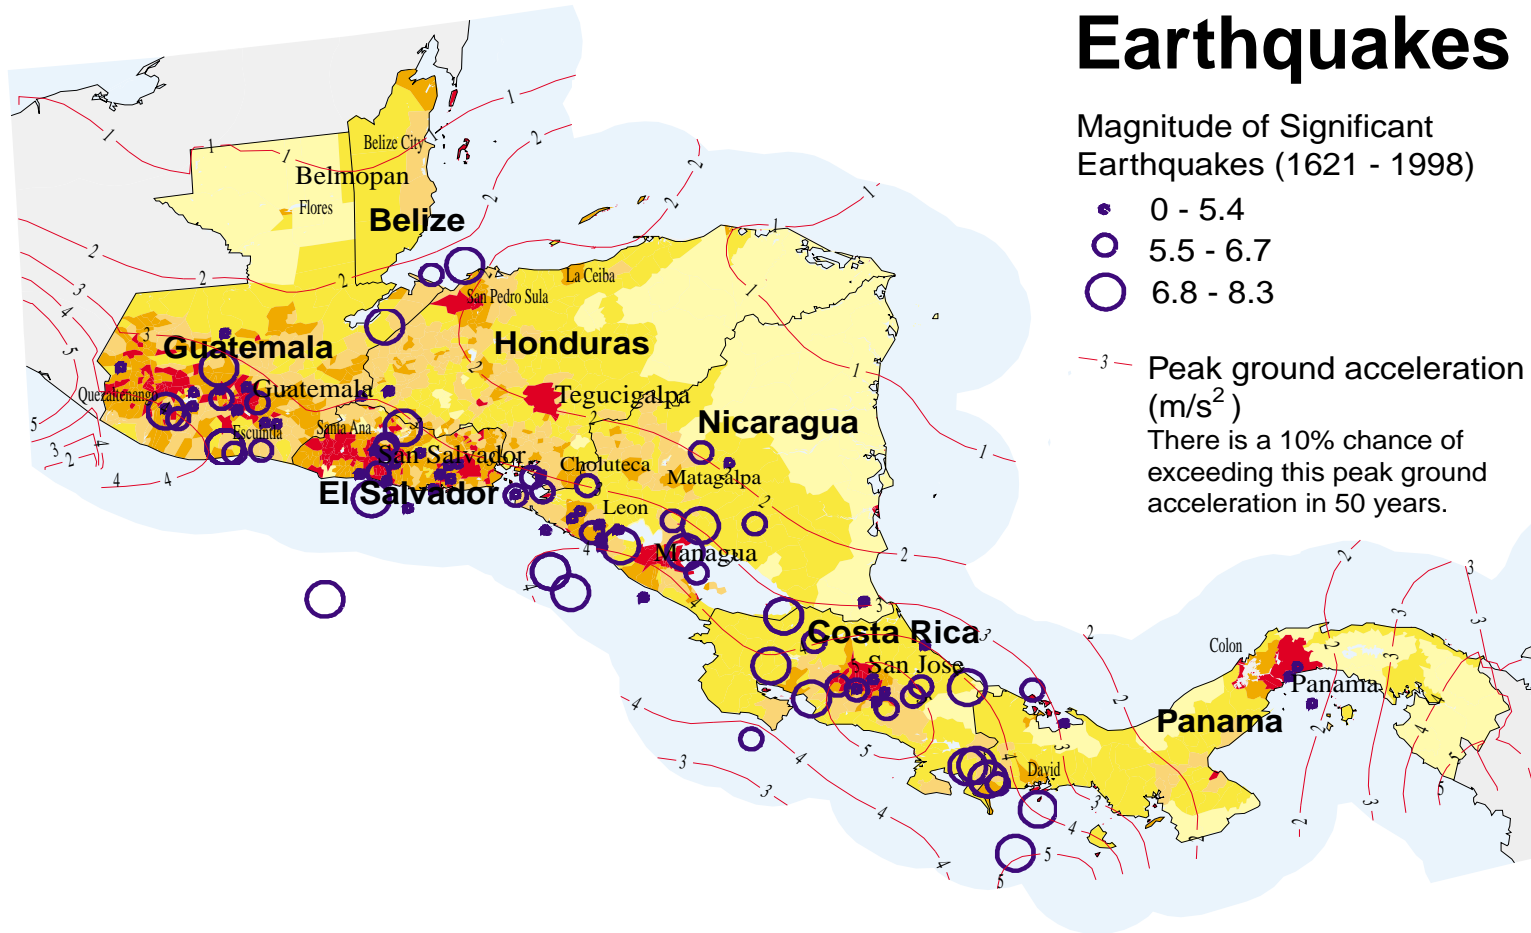 Earthquakes
Magnitude of Significant
Earthquakes (1621 - 1998)
0 - 5.4
5.5 - 6.7
6.8 - 8.3
3
Peak ground acceleration
(m/s²)
There is a 10% chance of
exceeding this peak ground
acceleration in 50 years.
Belize City
Belmopan
Flores
Belize
La Ceiba
San Pedro Sula
Guatemala
Honduras
Quezaltenango
Guatemala
Tegucigalpa
Nicaragua
Escuintla
Santa Ana
San Salvador
Choluteca
Matagalpa
El Salvador
Leon
Managua
Costa Rica
San Jose
Colon
Panama
Panama
David